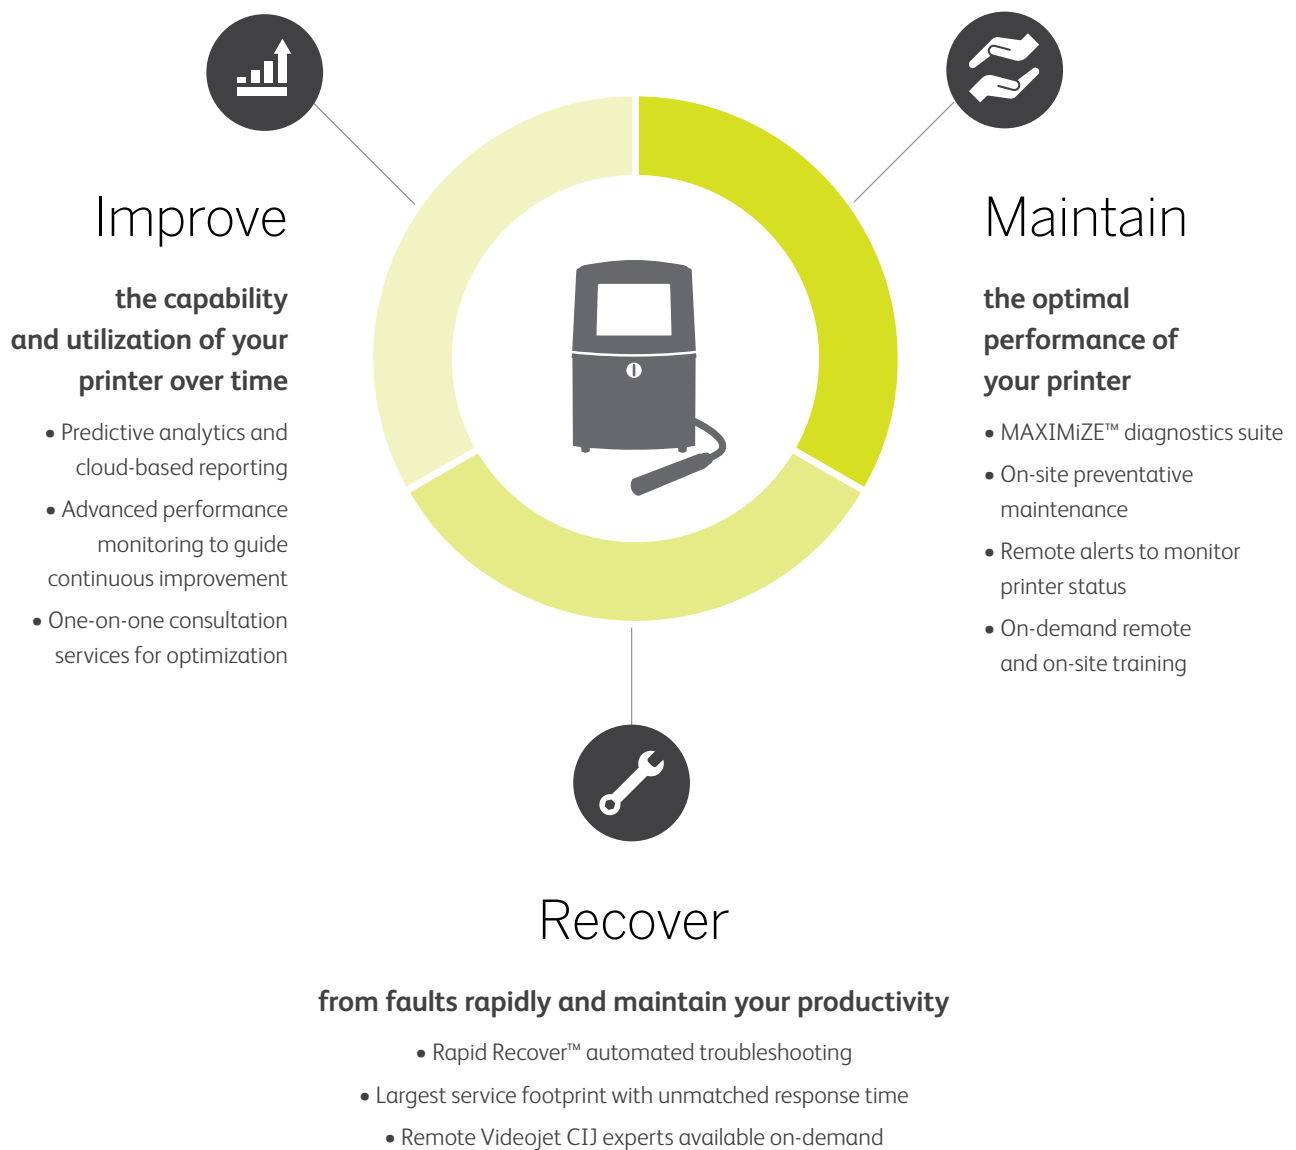 Improve
the capability
and utilization of your
printer over time
• Predictive analytics and
cloud-based reporting
• Advanced performance
monitoring to guide
continuous improvement
• One-on-one consultation
services for optimization
Maintain
the optimal
performance of
your printer
• MAXIMiZE™ diagnostics suite
• On-site preventative
maintenance
• Remote alerts to monitor
printer status
• On-demand remote
and on-site training
Recover
from faults rapidly and maintain your productivity
• Rapid Recover™ automated troubleshooting
• Largest service footprint with unmatched response time
• Remote Videojet CIJ experts available on-demand